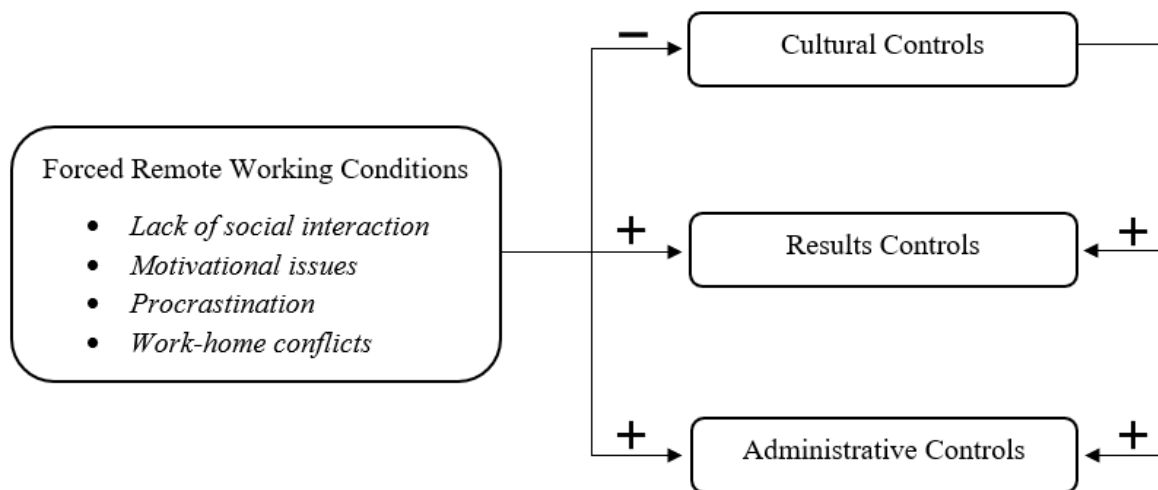 −
Cultural Controls
Forced Remote Working Conditions
• Lack of social interaction
• Motivational issues
• Procrastination
• Work-home conflicts
+
Results Controls
+
+
Administrative Controls
+